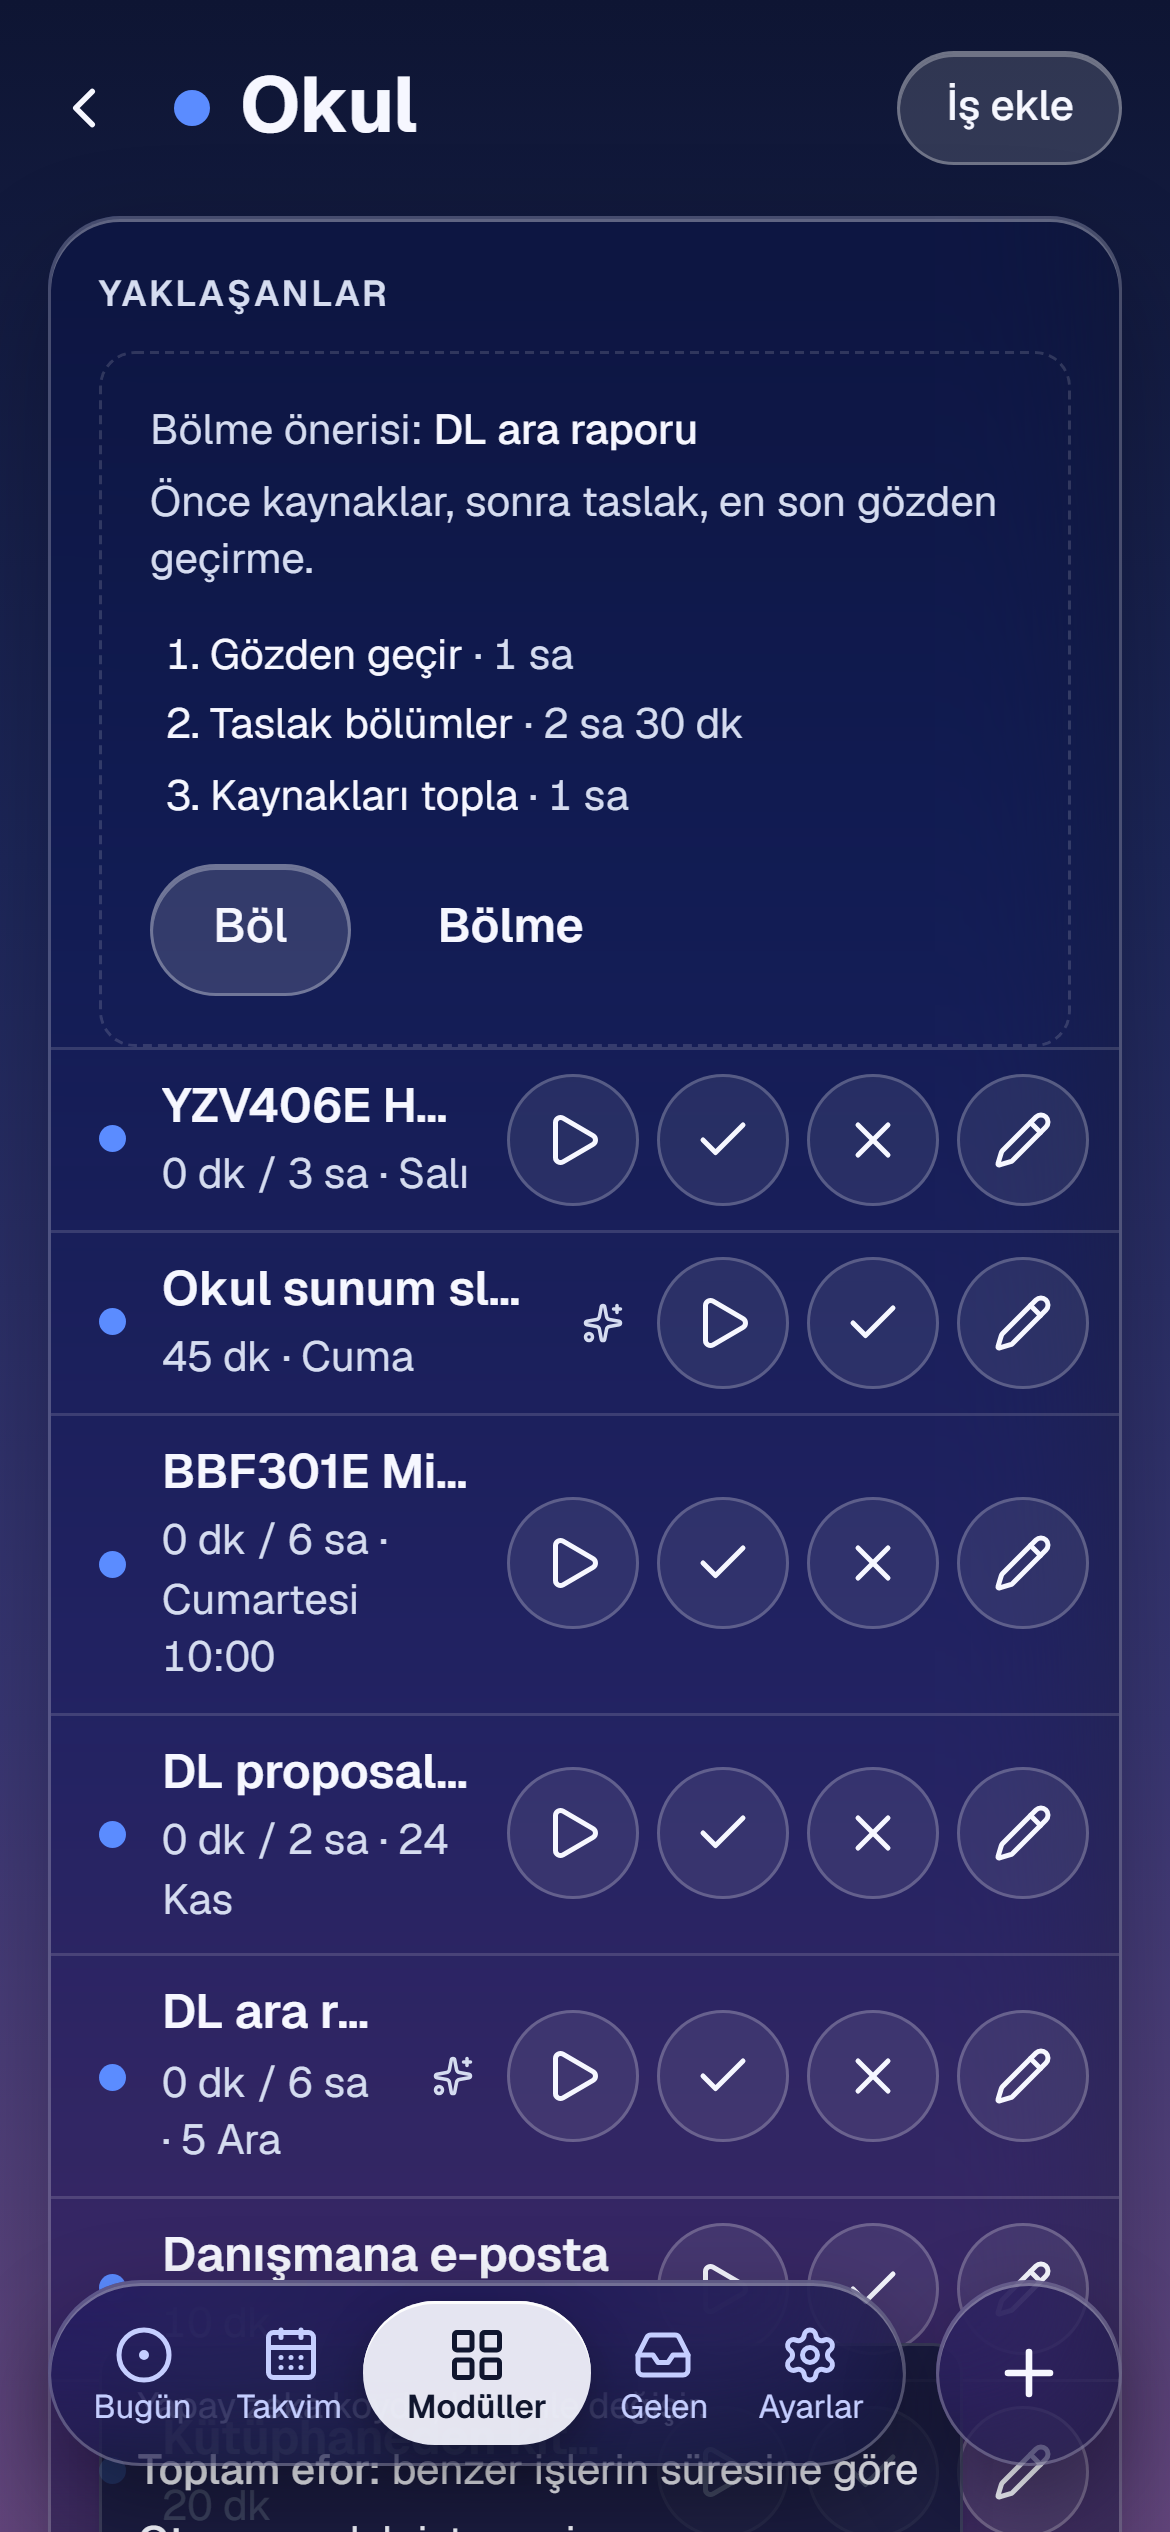 Okul
İş ekle
YAKLAŞANLAR
Bölme önerisi: DL ara raporu
Önce kaynaklar, sonra taslak, en son gözden
geçirme.
1. Gözden geçir · 1 sa
2. Taslak bölümler · 2 sa 30 dk
3. Kaynakları topla · 1 sa
Böl
Bölme
YZV406E H...
0 dk / 3 sa · Salı
Okul sunum sl...
45 dk · Cuma
BBF301E Mi...
0 dk / 6 sa ·
Cumartesi
10:00
DL proposal...
0 dk / 2 sa · 24
Kas
DL ara r...
0 dk / 6 sa
· 5 Ara
Danışmana e-posta
10 dk
Bugün
Takvim
Modüller
Gelen
Ayarlar
Toplam efor: benzer işlerin süresine göre
20 dk